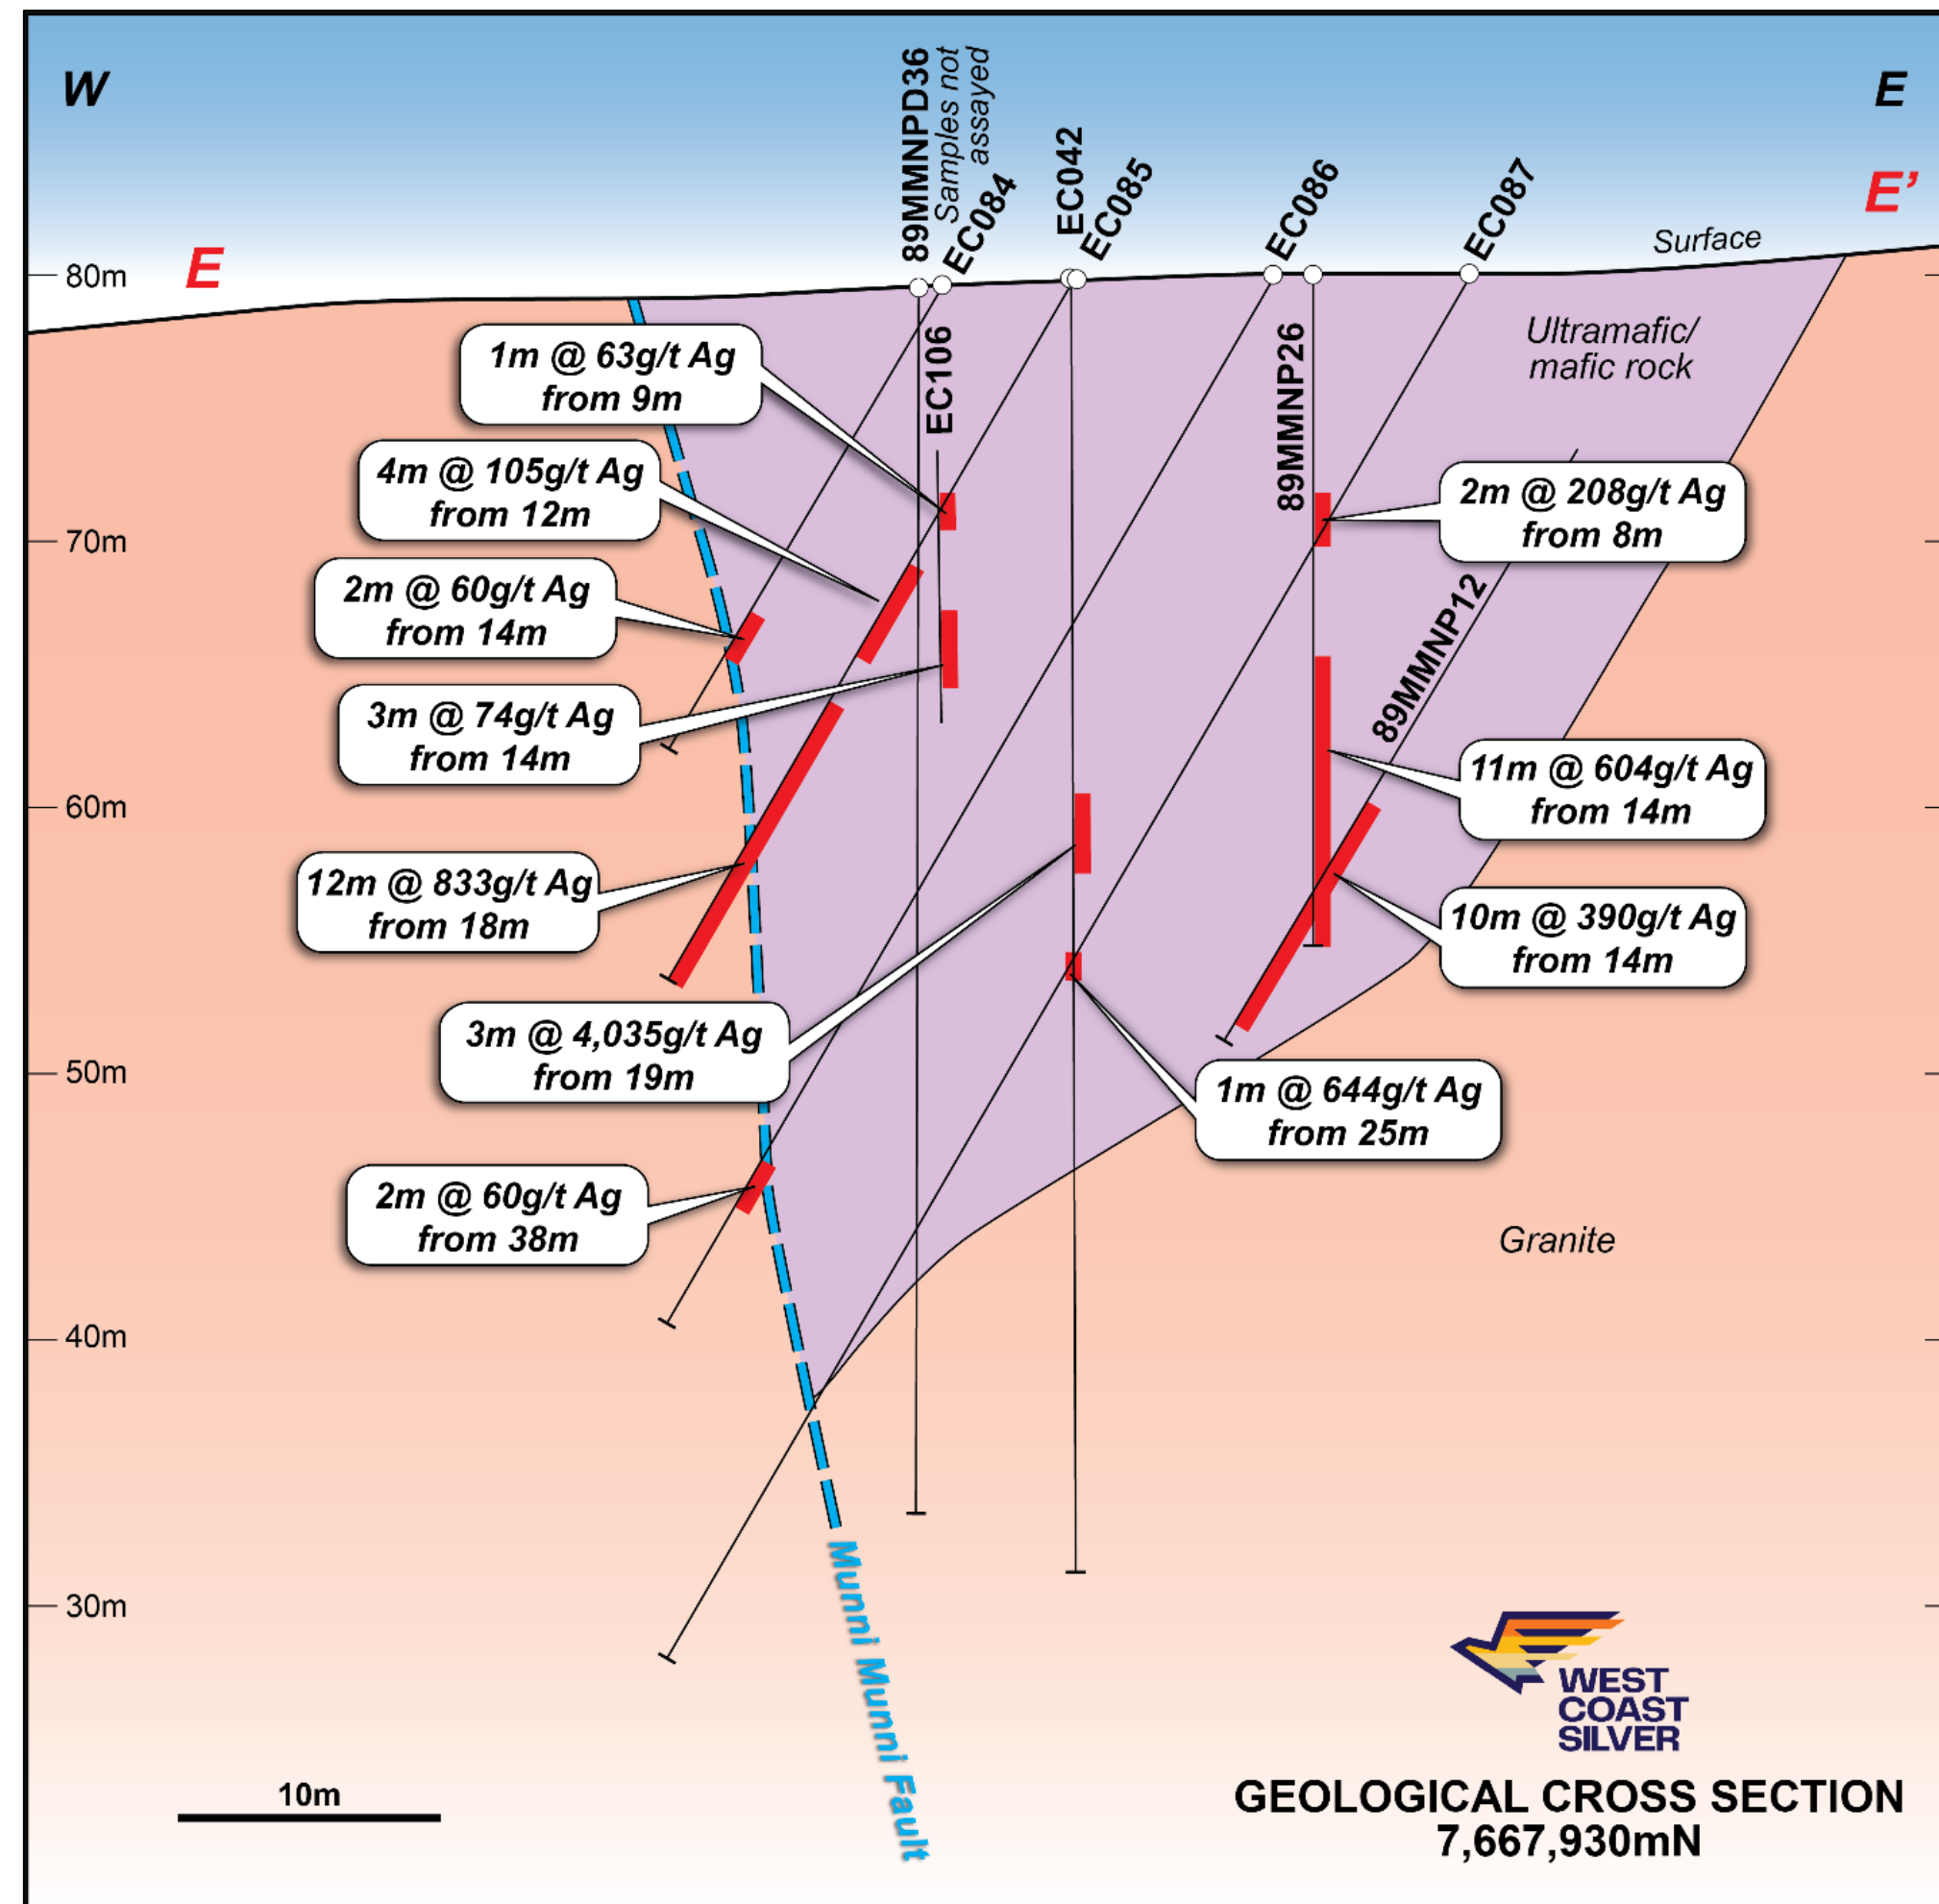 W
E
E
E’
89MMNPD36
Samples not
assayed
EC084
EC042
EC085
EC086
EC087
Surface
80m
70m
60m
50m
40m
30m
EC106
89MMNP26
89MMNP12
Ultramafic/
mafic rock
1m @ 63g/t Ag
from 9m
4m @ 105g/t Ag
from 12m
2m @ 60g/t Ag
from 14m
3m @ 74g/t Ag
from 14m
12m @ 833g/t Ag
from 18m
3m @ 4,035g/t Ag
from 19m
2m @ 60g/t Ag
from 38m
2m @ 208g/t Ag
from 8m
11m @ 604g/t Ag
from 14m
10m @ 390g/t Ag
from 14m
1m @ 644g/t Ag
from 25m
Granite
Munni Munni Fault
10m
WEST
COAST
SILVER
GEOLOGICAL CROSS SECTION
7,667,930mN